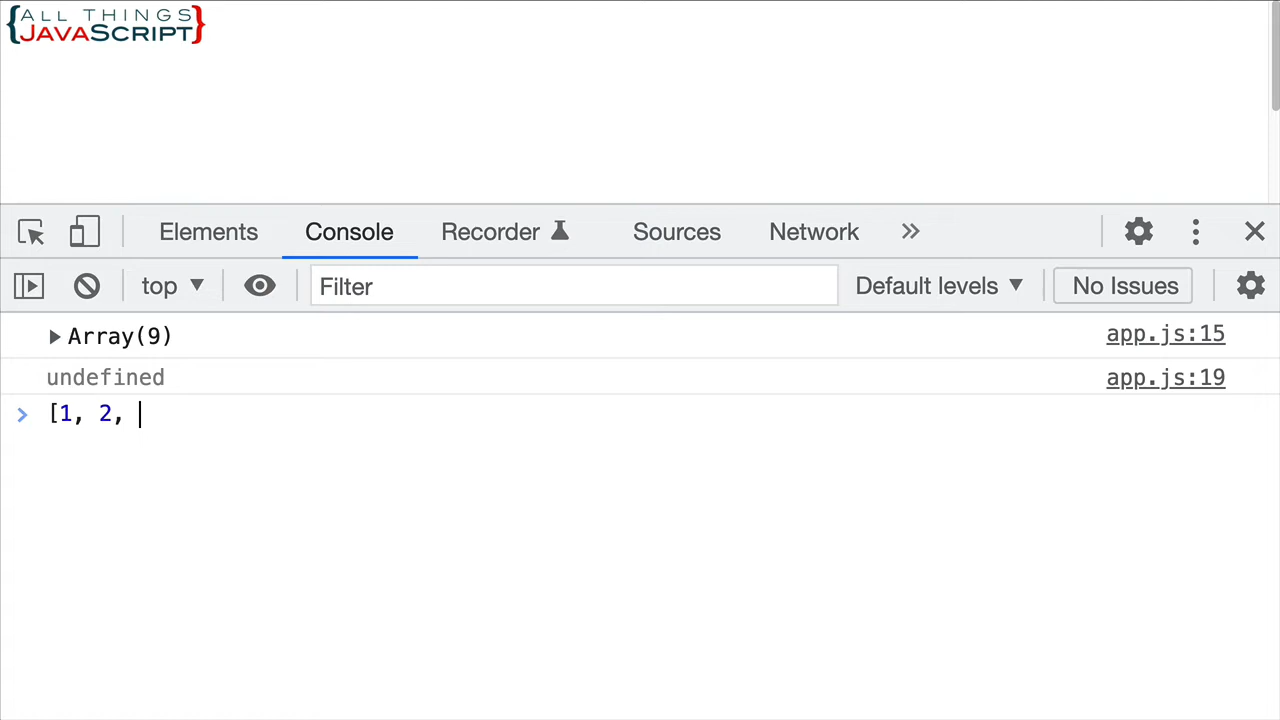 {ALL THINGS
JAVASCRIPT}
Elements Console Recorder Sources Network »
top ▼ Filter Default levels ▼ No Issues
▶Array(9) app.js:15
undefined app.js:19
> [1, 2,